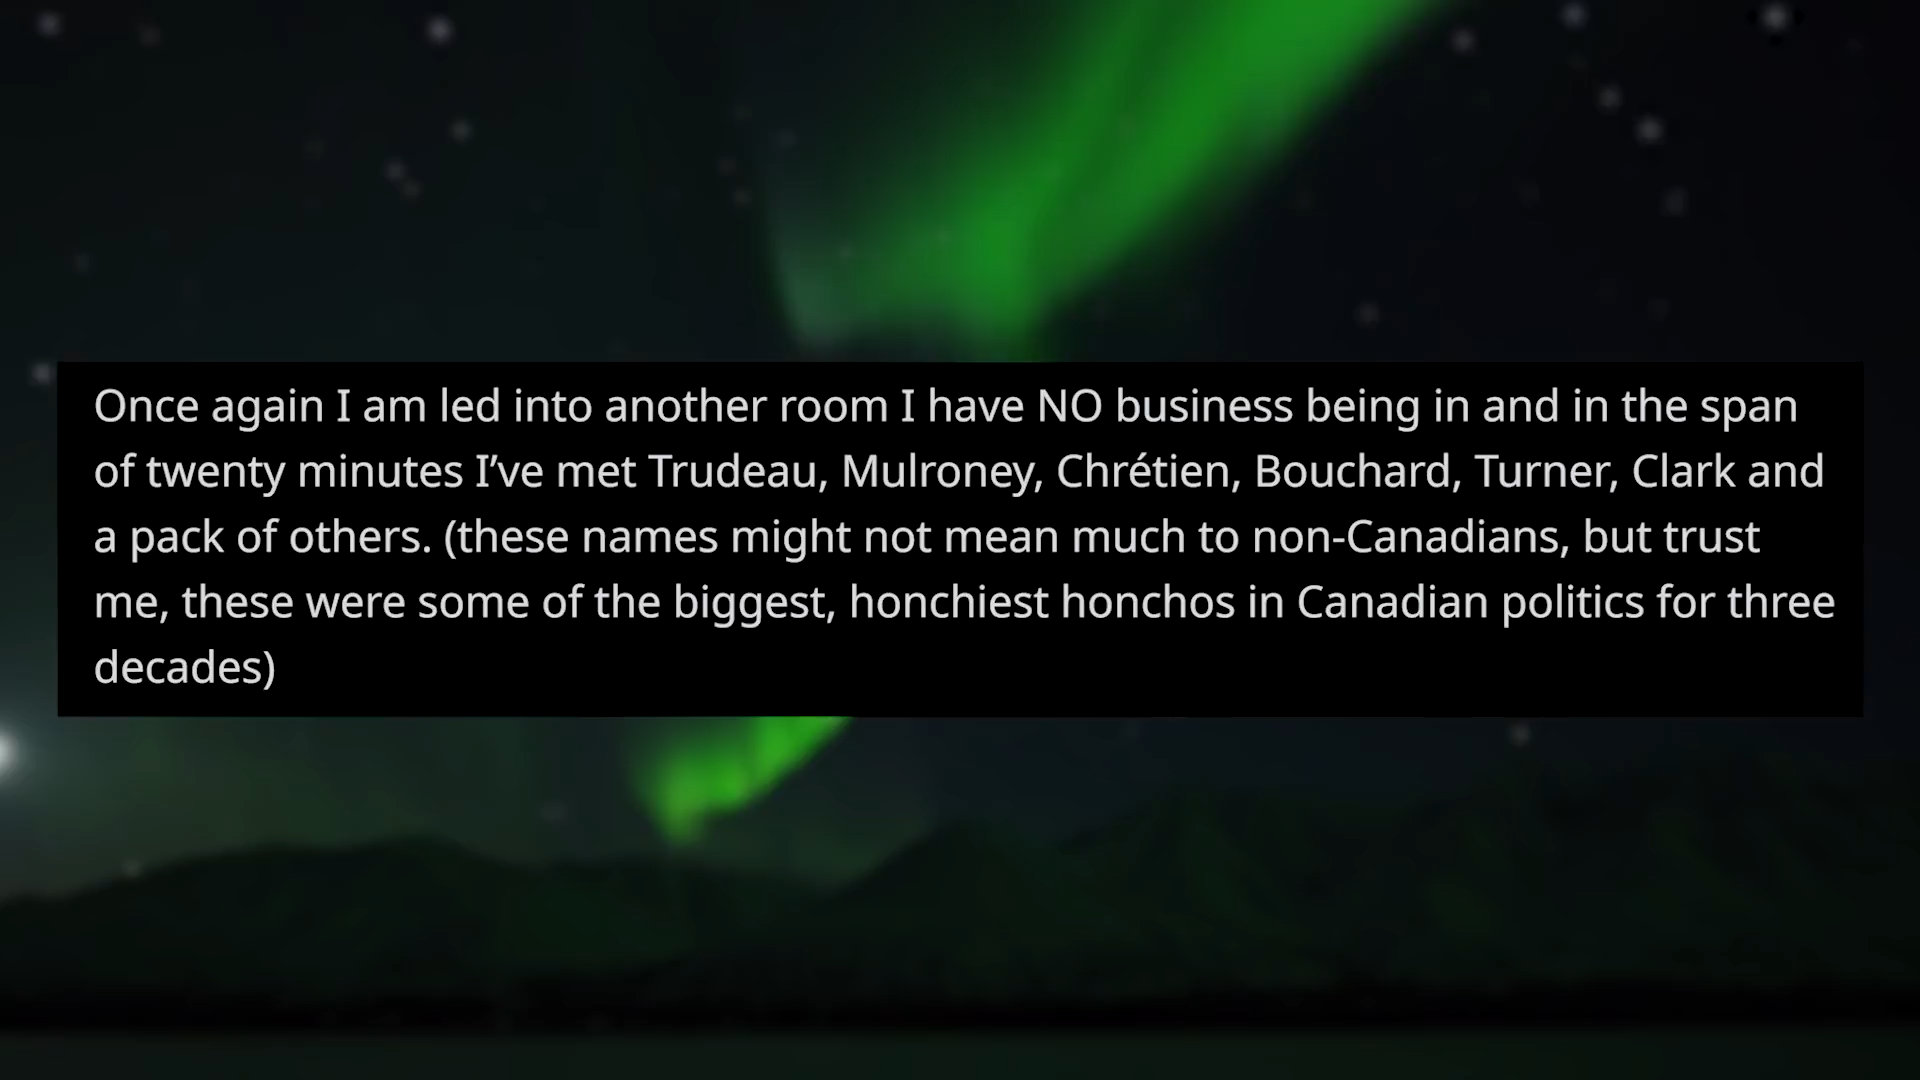 Once again I am led into another room I have NO business being in and in the span
of twenty minutes I’ve met Trudeau, Mulroney, Chrétien, Bouchard, Turner, Clark and
a pack of others. (these names might not mean much to non-Canadians, but trust
me, these were some of the biggest, honchiest honchos in Canadian politics for three
decades)